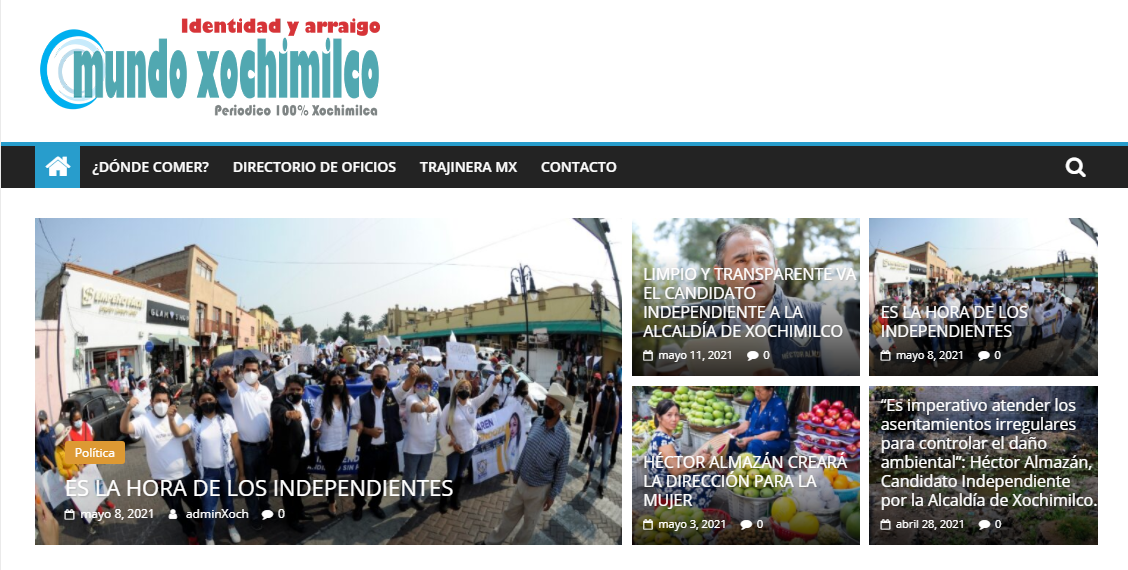 Identidad y arraigo
mundo xochimilco
Periodico 100% Xochimilca
¿DÓNDE COMER? DIRECTORIO DE OFICIOS TRAJINERA MX CONTACTO
Política
ES LA HORA DE LOS INDEPENDIENTES
mayo 8, 2021 adminXoch 0
LIMPIO Y TRANSPARENTE VA
EL CANDIDATO
INDEPENDIENTE A LA
ALCALDÍA DE XOCHIMILCO
mayo 11, 2021 0
ES LA HORA DE LOS
INDEPENDIENTES
mayo 8, 2021 0
HÉCTOR ALMAZÁN CREARÁ
LA DIRECCIÓN PARA LA
MUJER
mayo 3, 2021 0
“Es imperativo atender los
asentamientos irregulares
para controlar el daño
ambiental”: Héctor Almazán,
Candidato Independiente
por la Alcaldía de Xochimilco.
abril 28, 2021 0